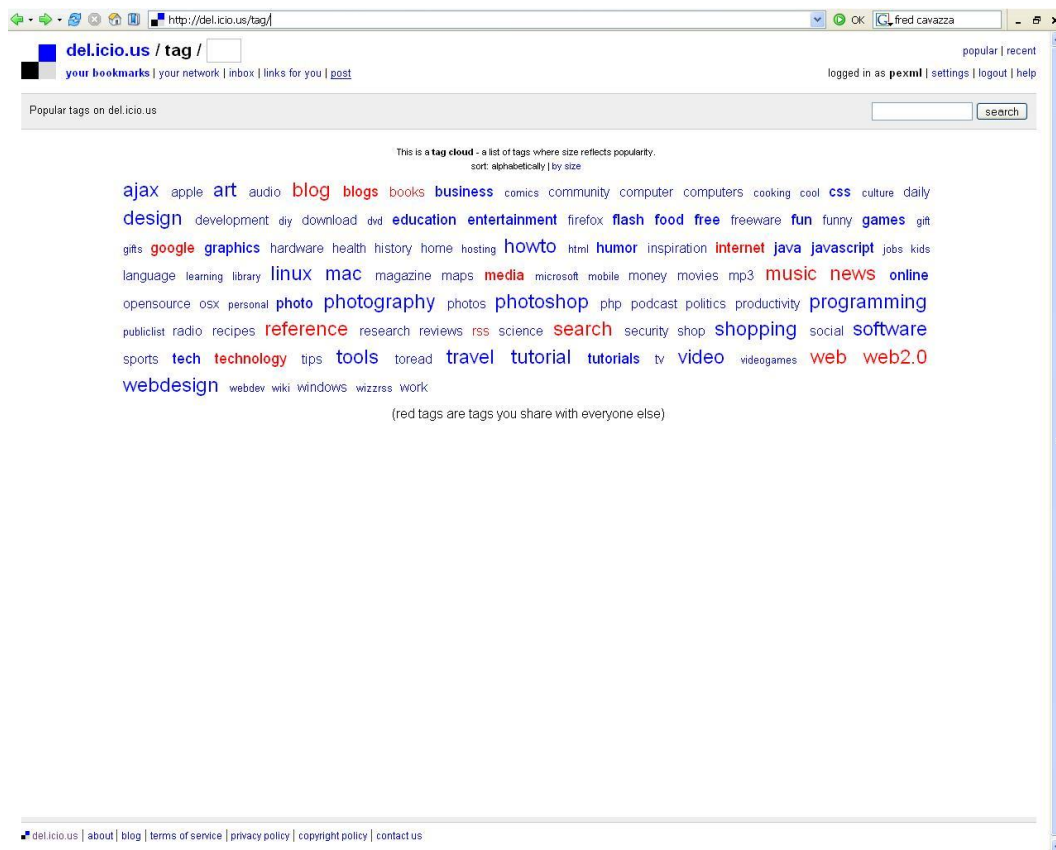 http://del.icio.us/tag/ OK fred cavazza
del.icio.us / tag /
popular | recent
your bookmarks | your network | inbox | links for you | post
logged in as pexml | settings | logout | help
Popular tags on del.icio.us
search
This is a tag cloud - a list of tags where size reflects popularity.
sort: alphabetically | by size
ajax apple art audio blog blogs books business comics community computer computers cooking cool css culture daily
design development diy download dvd education entertainment firefox flash food free freeware fun funny games gift
gifts google graphics hardware health history home hosting howto html humor inspiration internet java javascript jobs kids
language learning library linux mac magazine maps media microsoft mobile money movies mp3 music news online
opensource osx personal photo photography photos photoshop php podcast politics productivity programming
publiclist radio recipes reference research reviews rss science search security shop shopping social software
sports tech technology tips tools toread travel tutorial tutorials tv video videogames web web2.0
webdesign webdev wiki windows wizzrss work
(red tags are tags you share with everyone else)
del.icio.us | about | blog | terms of service | privacy policy | copyright policy | contact us